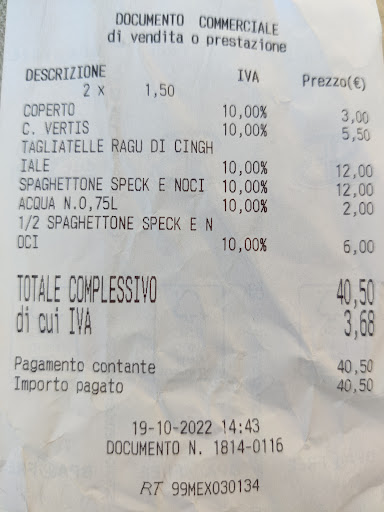 DOCUMENTO COMMERCIALE
di vendita o prestazione
DESCRIZIONE IVA Prezzo(€)
2 x 1,50
COPERTO 10,00% 3,00
C. VERTIS 10,00% 5,50
TAGLIATELLE RAGU DI CINGH
IALE 10,00% 12,00
SPAGHETTONE SPECK E NOCI 10,00% 12,00
ACQUA N.0,75L 10,00% 2,00
1/2 SPAGHETTONE SPECK E N
OCI 10,00% 6,00
TOTALE COMPLESSIVO 40,50
di cui IVA 3,68
Pagamento contante 40,50
Importo pagato 40,50
19-10-2022 14:43
DOCUMENTO N. 1814-0116
RT 99MEX030134